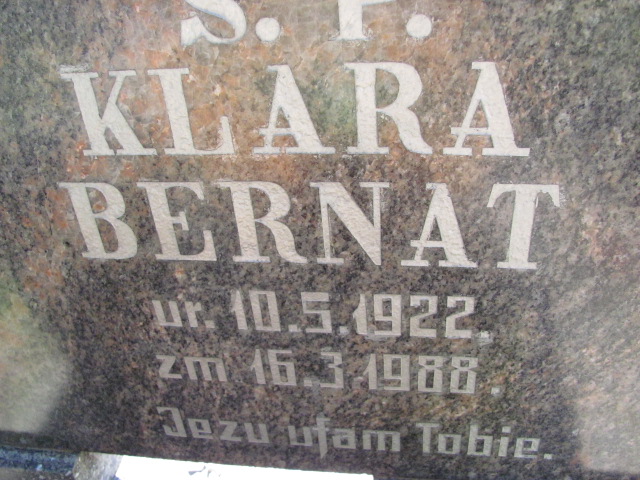 Ś. P.
KLARA
BERNAT
ur. 10.5.1922.
zm 16.3.1988.
Jezu ufam Tobie.